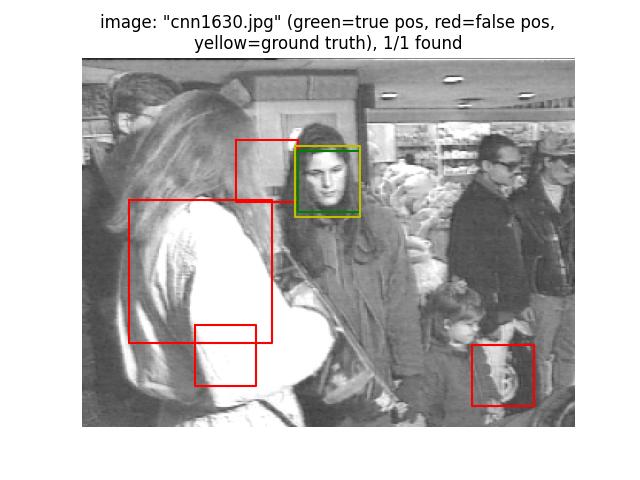 image: "cnn1630.jpg" (green=true pos, red=false pos,
yellow=ground truth), 1/1 found